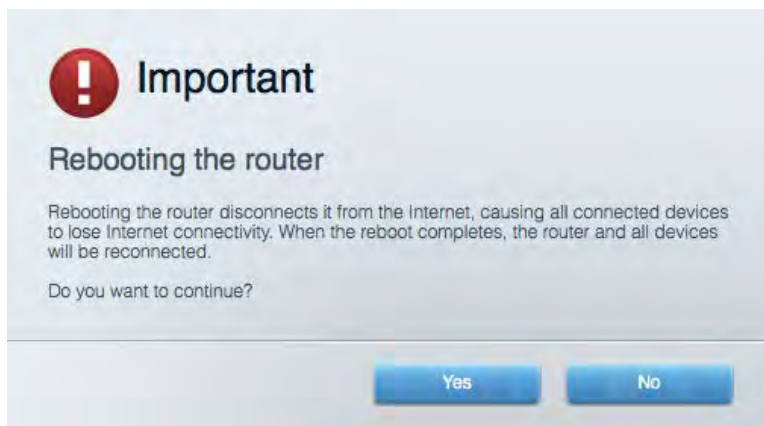 Important
Rebooting the router
Rebooting the router disconnects it from the Internet, causing all connected devices
to lose Internet connectivity. When the reboot completes, the router and all devices
will be reconnected.
Do you want to continue?
Yes
No